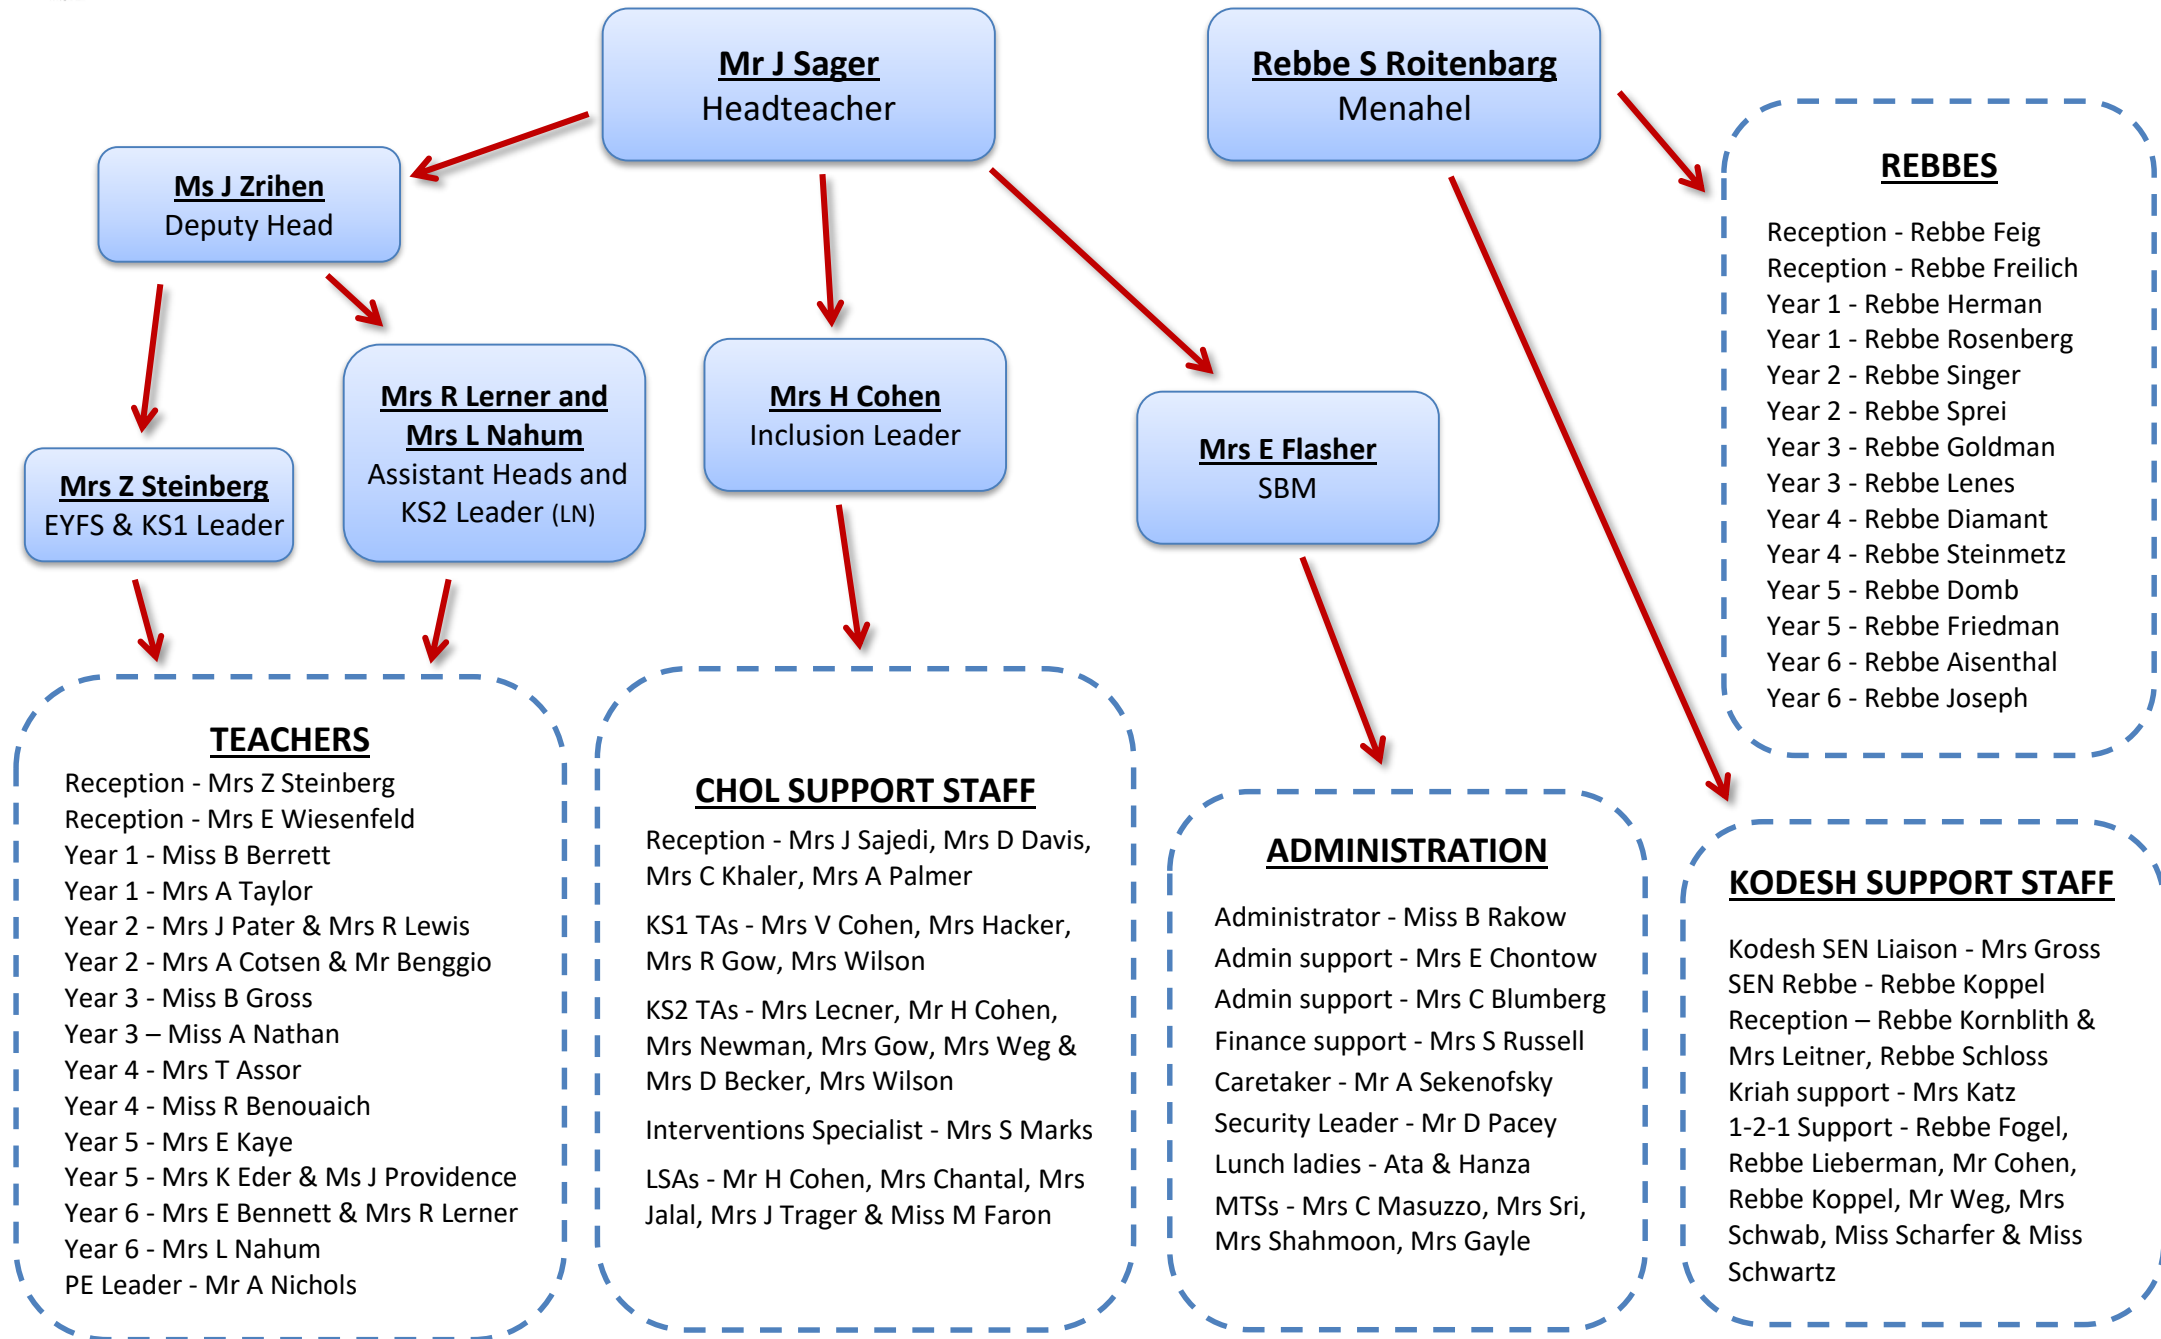 Mr J Sager
Headteacher
Rebbe S Roitenbarg
Menahel
Ms J Zrihen
Deputy Head
Mrs Z Steinberg
EYFS & KS1 Leader
Mrs R Lerner and
Mrs L Nahum
Assistant Heads and
KS2 Leader (LN)
Mrs H Cohen
Inclusion Leader
Mrs E Flasher
SBM
REBBES
Reception - Rebbe Feig
Reception - Rebbe Freilich
Year 1 - Rebbe Herman
Year 1 - Rebbe Rosenberg
Year 2 - Rebbe Singer
Year 2 - Rebbe Sprei
Year 3 - Rebbe Goldman
Year 3 - Rebbe Lenes
Year 4 - Rebbe Diamant
Year 4 - Rebbe Steinmetz
Year 5 - Rebbe Domb
Year 5 - Rebbe Friedman
Year 6 - Rebbe Aisenthal
Year 6 - Rebbe Joseph
TEACHERS
Reception - Mrs Z Steinberg
Reception - Mrs E Wiesenfeld
Year 1 - Miss B Berrett
Year 1 - Mrs A Taylor
Year 2 - Mrs J Pater & Mrs R Lewis
Year 2 - Mrs A Cotsen & Mr Benggio
Year 3 - Miss B Gross
Year 3 – Miss A Nathan
Year 4 - Mrs T Assor
Year 4 - Miss R Benouaich
Year 5 - Mrs E Kaye
Year 5 - Mrs K Eder & Ms J Providence
Year 6 - Mrs E Bennett & Mrs R Lerner
Year 6 - Mrs L Nahum
PE Leader - Mr A Nichols
CHOL SUPPORT STAFF
Reception - Mrs J Sajedi, Mrs D Davis,
Mrs C Khaler, Mrs A Palmer
KS1 TAs - Mrs V Cohen, Mrs Hacker,
Mrs R Gow, Mrs Wilson
KS2 TAs - Mrs Lecner, Mr H Cohen,
Mrs Newman, Mrs Gow, Mrs Weg &
Mrs D Becker, Mrs Wilson
Interventions Specialist - Mrs S Marks
LSAs - Mr H Cohen, Mrs Chantal, Mrs
Jalal, Mrs J Trager & Miss M Faron
ADMINISTRATION
Administrator - Miss B Rakow
Admin support - Mrs E Chontow
Admin support - Mrs C Blumberg
Finance support - Mrs S Russell
Caretaker - Mr A Sekenofsky
Security Leader - Mr D Pacey
Lunch ladies - Ata & Hanza
MTSs - Mrs C Masuzzo, Mrs Sri,
Mrs Shahmoon, Mrs Gayle
KODESH SUPPORT STAFF
Kodesh SEN Liaison - Mrs Gross
SEN Rebbe - Rebbe Koppel
Reception – Rebbe Kornblith &
Mrs Leitner, Rebbe Schloss
Kriah support - Mrs Katz
1-2-1 Support - Rebbe Fogel,
Rebbe Lieberman, Mr Cohen,
Rebbe Koppel, Mr Weg, Mrs
Schwab, Miss Scharfer & Miss
Schwartz